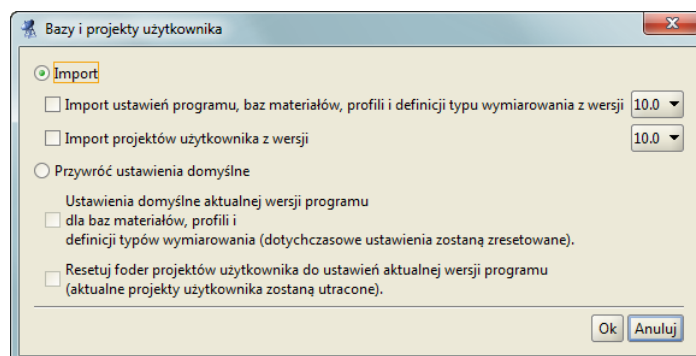 Bazy i projekty użytkownika
Import
Import ustawień programu, baz materiałów, profili i definicji typu wymiarowania z wersji 10.0
Import projektów użytkownika z wersji 10.0
Przywróć ustawienia domyślne
Ustawienia domyślne aktualnej wersji programu
dla baz materiałów, profili i
definicji typów wymiarowania (dotychczasowe ustawienia zostaną zresetowane).
Resetuj foder projektów użytkownika do ustawień aktualnej wersji programu
(aktualne projekty użytkownika zostaną utracone).
Ok Anuluj